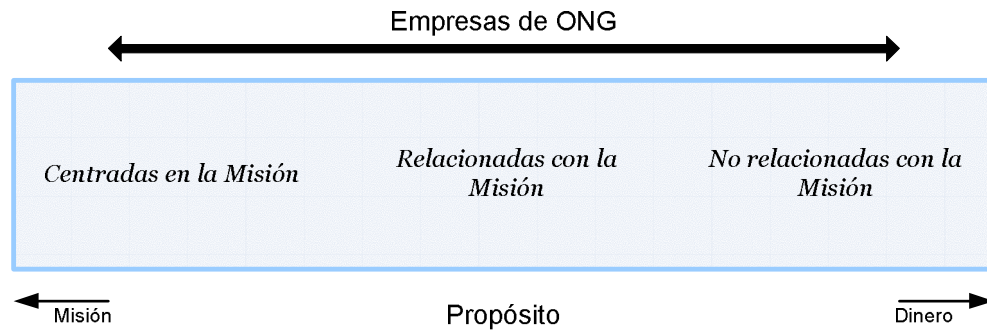 Empresas de ONG
Centradas en la Misión
Relacionadas con la
Misión
No relacionadas con la
Misión
Misión
Propósito
Dinero